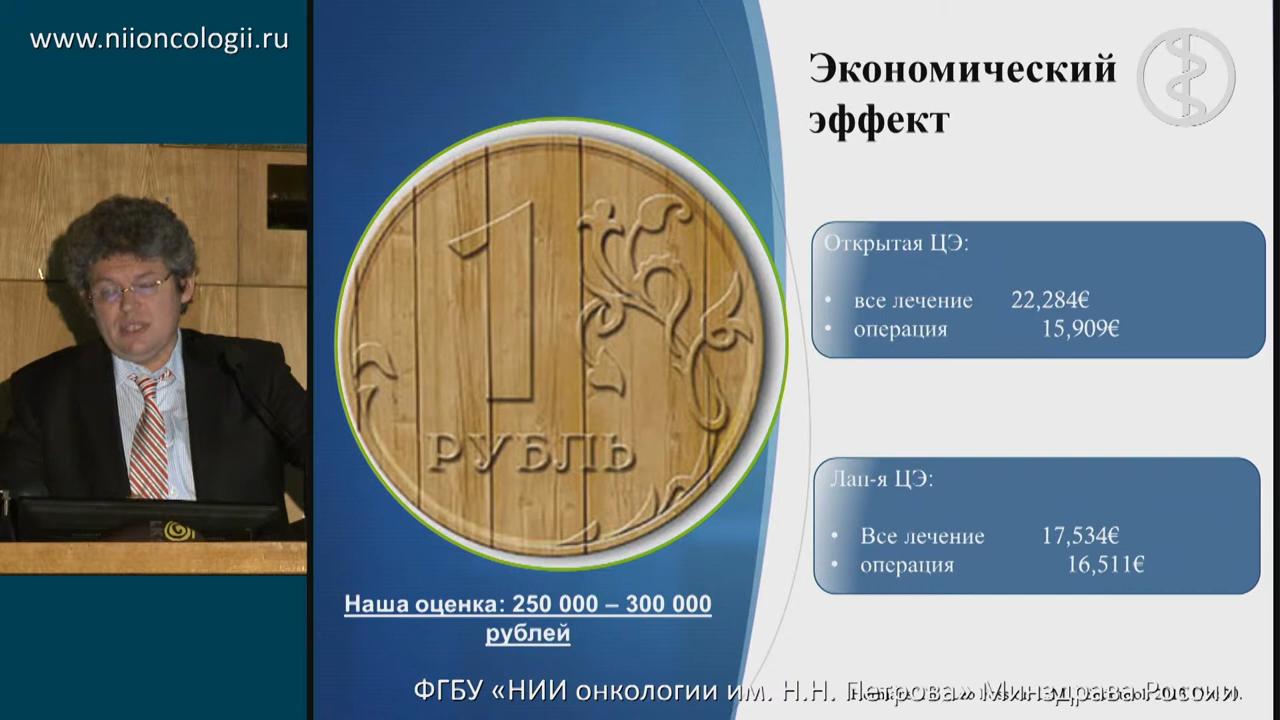 www.niioncologii.ru
Экономический
эффект
1
РУБЛЬ
Открытая ЦЭ:
• все лечение 22,284€
• операция 15,909€
Лап-я ЦЭ:
• Все лечение 17,534€
• операция 16,511€
Наша оценка: 250 000 – 300 000
рублей
ФГБУ «НИИ онкологии им. Н.Н. Петрова» Минздрава России